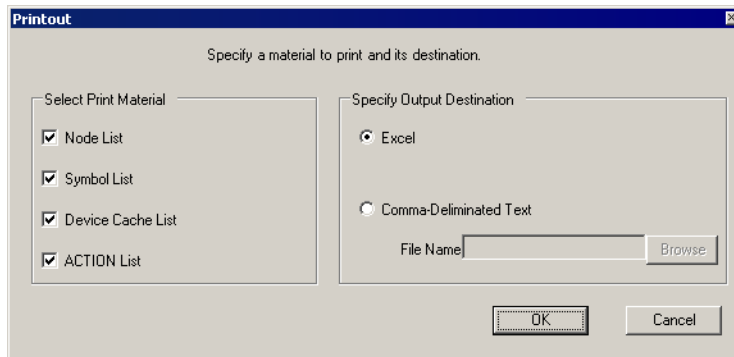 Printout
Specify a material to print and its destination.
Select Print Material
Node List
Symbol List
Device Cache List
ACTION List
Specify Output Destination
Excel
Comma-Deliminated Text
File Name
Browse
OK
Cancel